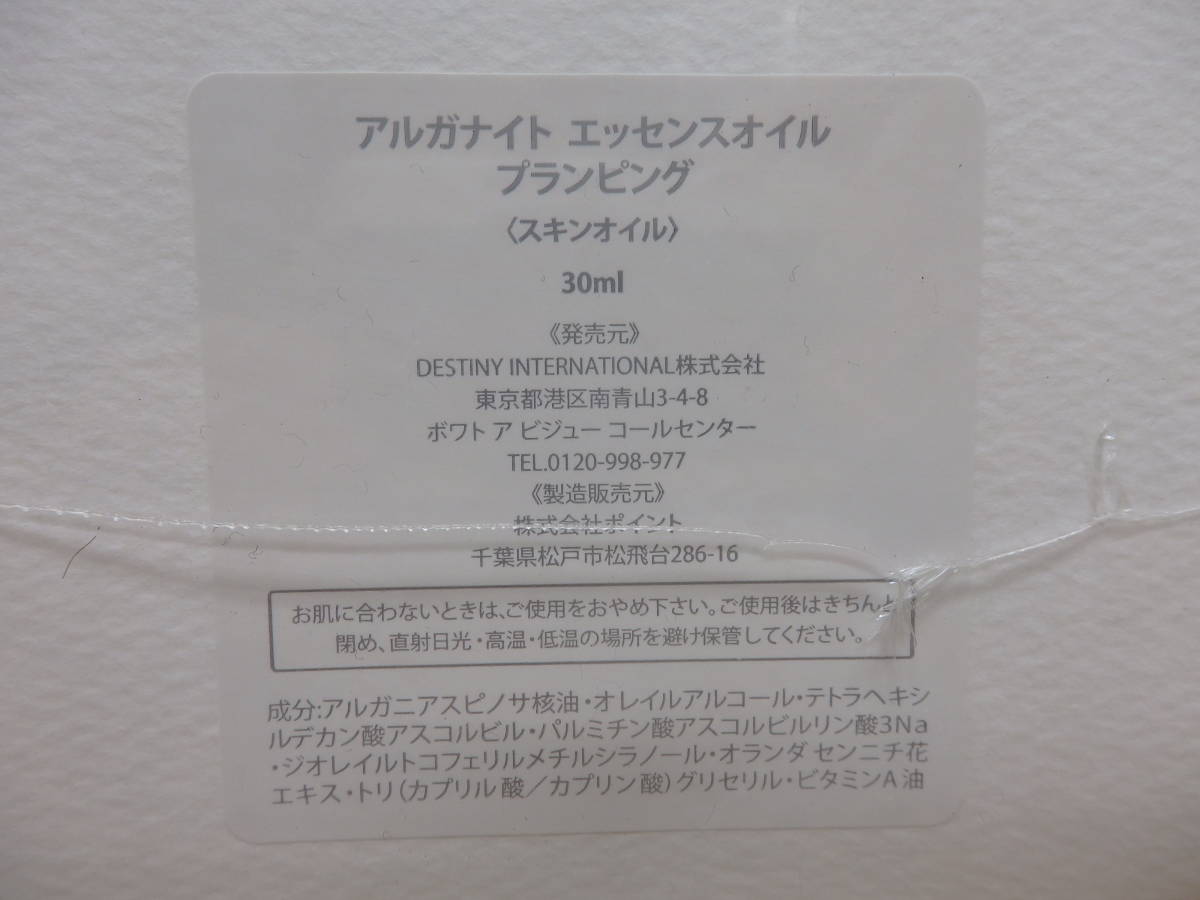 アルガナイト エッセンスオイル
プランピング
〈スキンオイル〉
30ml
《発売元》
DESTINY INTERNATIONAL株式会社
東京都港区南青山3-4-8
ボワト ア ビジュー コールセンター
TEL.0120-998-977
《製造販売元》
株式会社ポイント
千葉県松戸市松飛台286-16
お肌に合わないときは、ご使用をおやめ下さい。ご使用後はきちんと
閉め、直射日光・高温・低温の場所を避け保管してください。
成分:アルガニアスピノサ核油・オレイルアルコール・テトラヘキシ
ルデカン酸アスコルビル・パルミチン酸アスコルビルリン酸3Na
・ジオレイルトコフェリルメチルシラノール・オランダ センニチ花
エキス・トリ(カプリル酸／カプリン酸)グリセリル・ビタミンA油